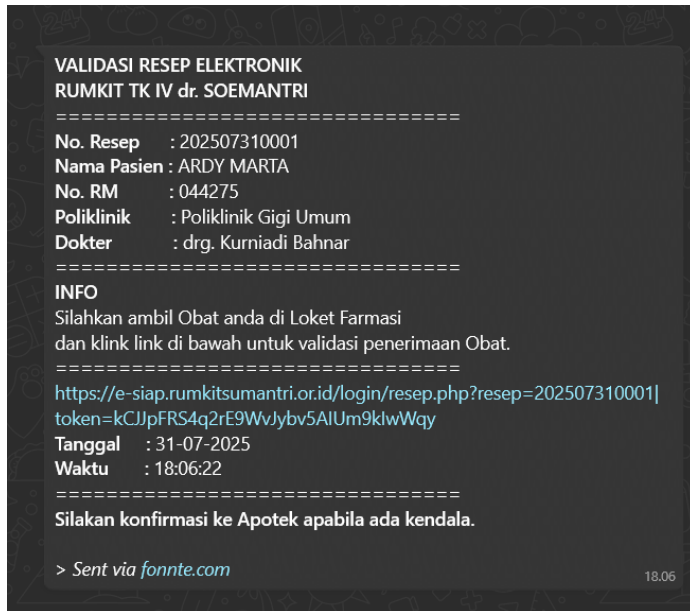 VALIDASI RESEP ELEKTRONIK
RUMKIT TK IV dr. SOEMANTRI
================================
No. Resep : 202507310001
Nama Pasien : ARDY MARTA
No. RM : 044275
Poliklinik : Poliklinik Gigi Umum
Dokter : drg. Kurniadi Bahnar
================================
INFO
Silahkan ambil Obat anda di Loket Farmasi
dan klink link di bawah untuk validasi penerimaan Obat.
================================
https://e-siap.rumkitsumantri.or.id/login/resep.php?resep=202507310001|
token=kCJJpFRS4q2rE9WvJybv5AIUm9kIwWqy
Tanggal : 31-07-2025
Waktu : 18:06:22
================================
Silakan konfirmasi ke Apotek apabila ada kendala.
> Sent via fonnte.com
18.06